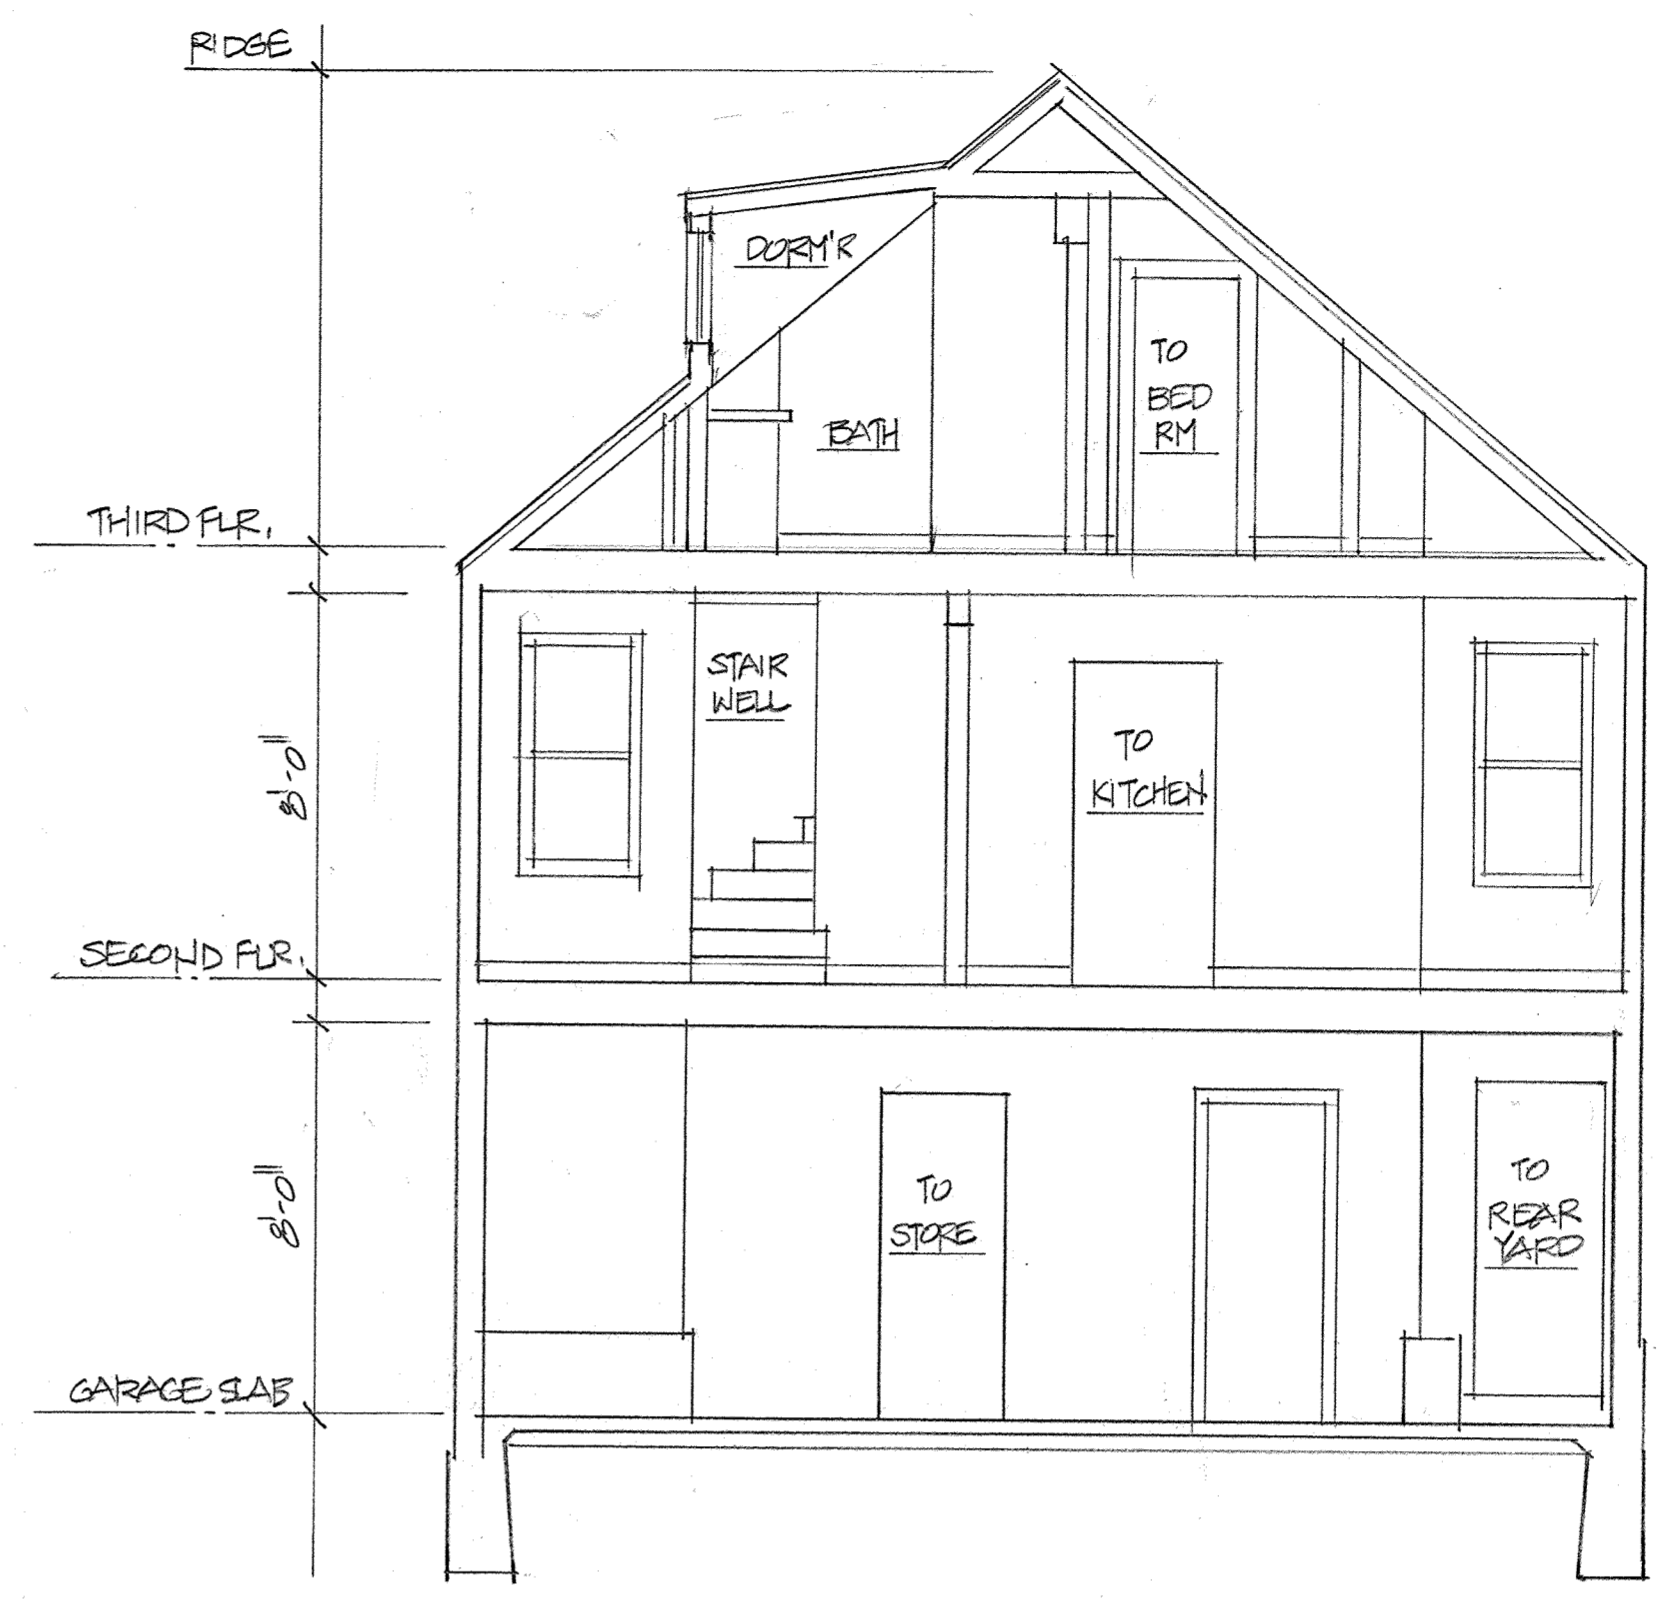 RIDGE
DORM'R
TO
BED
RM
BATH
THIRD FLR.
STAIR
WELL
8'-0"
TO
KITCHEN
SECOND FLR.
8'-0"
TO
STORE
TO
REAR
YARD
GARAGE SLAB